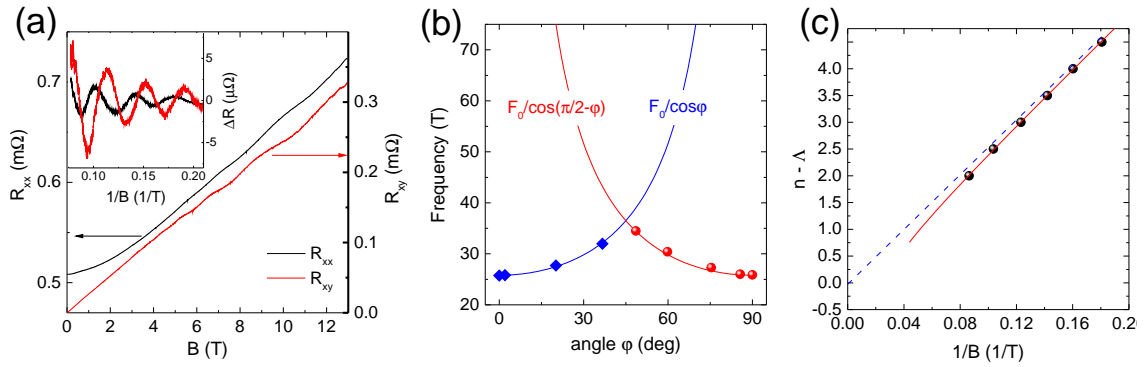 (a)
(b)
(c)
R_xx (mΩ)
0.7
0.6
0.5
0 2 4 6 8 10 12
B (T)
0.3
0.2
0.1
0.0
R_xy (mΩ)
R_xx
R_xy
5
0
-5
ΔR (μΩ)
0.10 0.15 0.20
1/B (1/T)
Frequency (T)
70
60
50
40
30
20
0 30 60 90
angle φ (deg)
F_0/cos(π/2-φ)
F_0/cosφ
n - Λ
4.0
3.5
3.0
2.5
2.0
1.5
1.0
0.5
0.0
-0.5
0.00 0.04 0.08 0.12 0.16 0.20
1/B (1/T)